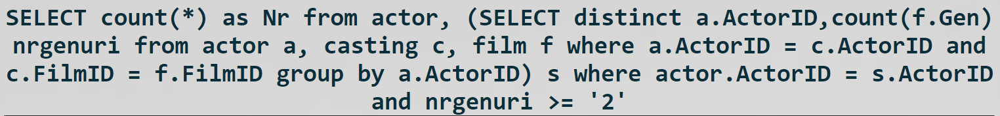 SELECT count(*) as Nr from actor, (SELECT distinct a.ActorID,count(f.Gen)
nrgenuri from actor a, casting c, film f where a.ActorID = c.ActorID and
c.FilmID = f.FilmID group by a.ActorID) s where actor.ActorID = s.ActorID
and nrgenuri >= '2'